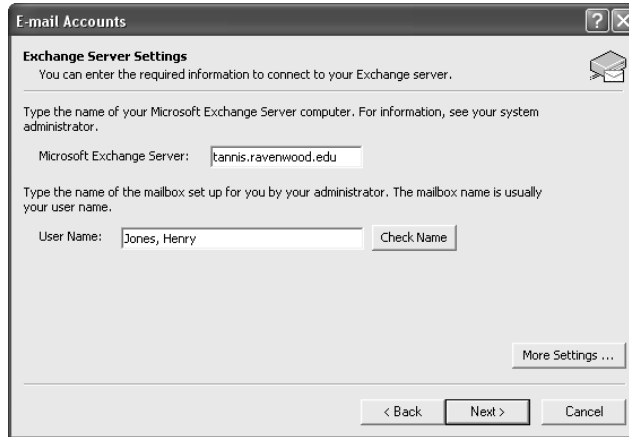 E-mail Accounts
Exchange Server Settings
You can enter the required information to connect to your Exchange server.
Type the name of your Microsoft Exchange Server computer. For information, see your system
administrator.
Microsoft Exchange Server: tannis.ravenwood.edu
Type the name of the mailbox set up for you by your administrator. The mailbox name is usually
your user name.
User Name: Jones, Henry Check Name
More Settings ...
< Back Next > Cancel